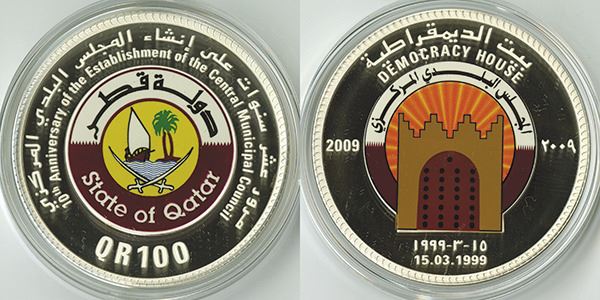 مرور عشر سنوات على إنشاء المجلس البلدي المركزي
10th Anniversary of the Establishment of the Central Municipal Council
دولة قطر
State of Qatar
QR100
بيت الديمقراطية
DEMOCRACY HOUSE
المجلس البلدي المركزي
2009
٢٠٠٩
١٥-٣-١٩٩٩
15.03.1999